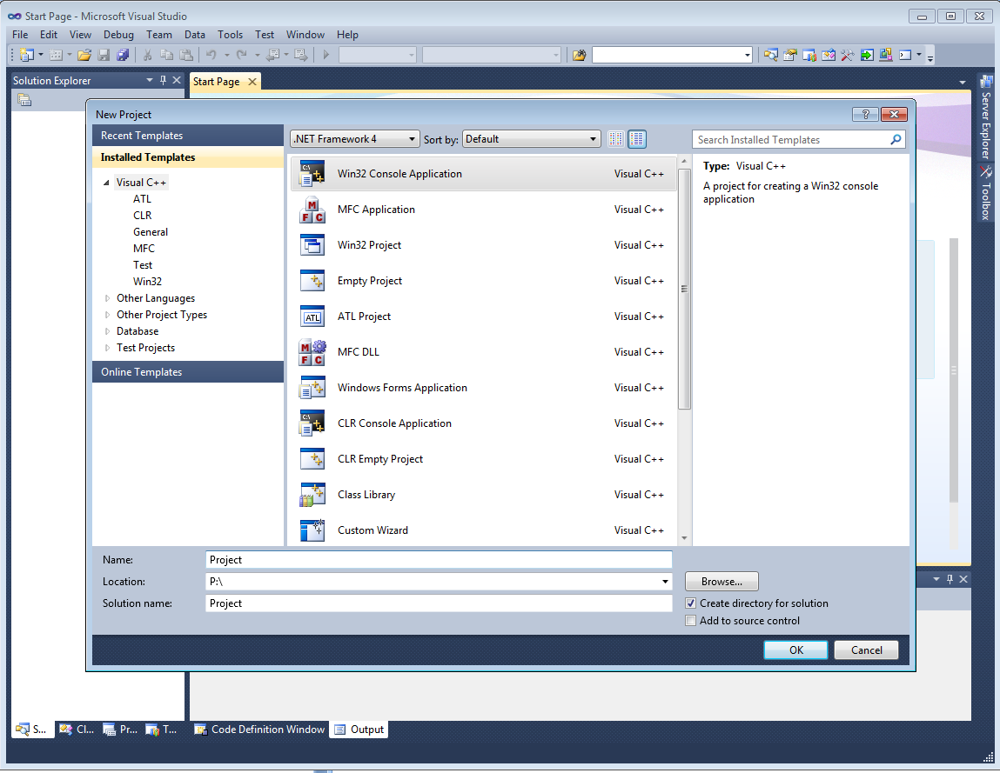 Start Page - Microsoft Visual Studio
File Edit View Debug Team Data Tools Test Window Help
Solution Explorer
Start Page
Server Explorer
Toolbox
New Project
Recent Templates
Installed Templates
Visual C++
ATL
CLR
General
MFC
Test
Win32
Other Languages
Other Project Types
Database
Test Projects
Online Templates
.NET Framework 4 Sort by: Default
Search Installed Templates
Win32 Console Application Visual C++
MFC Application Visual C++
Win32 Project Visual C++
Empty Project Visual C++
ATL Project Visual C++
MFC DLL Visual C++
Windows Forms Application Visual C++
CLR Console Application Visual C++
CLR Empty Project Visual C++
Class Library Visual C++
Custom Wizard Visual C++
Type: Visual C++
A project for creating a Win32 console
application
Name: Project
Location: P:\
Browse...
Solution name: Project
Create directory for solution
Add to source control
OK Cancel
S... Cl... Pr... T... Code Definition Window Output